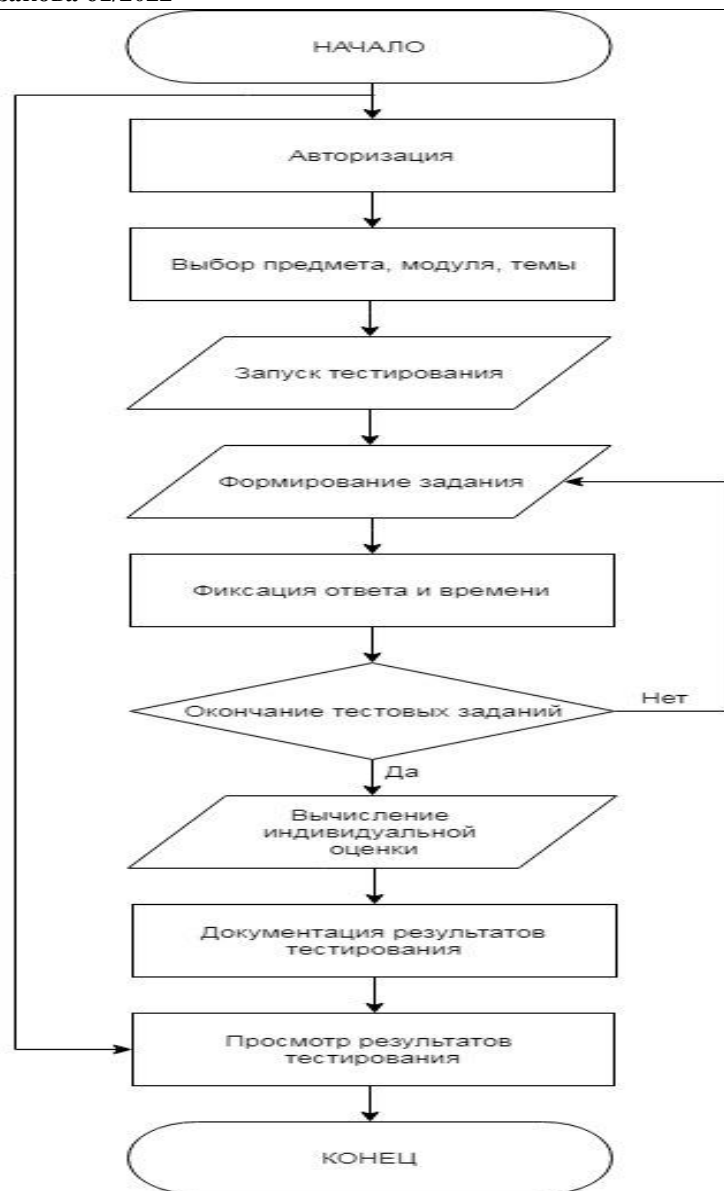 НАЧАЛО
Авторизация
Выбор предмета, модуля, темы
Запуск тестирования
Формирование задания
Фиксация ответа и времени
Окончание тестовых заданий
Нет
Да
Вычисление
индивидуальной
оценки
Документация результатов
тестирования
Просмотр результатов
тестирования
КОНЕЦ